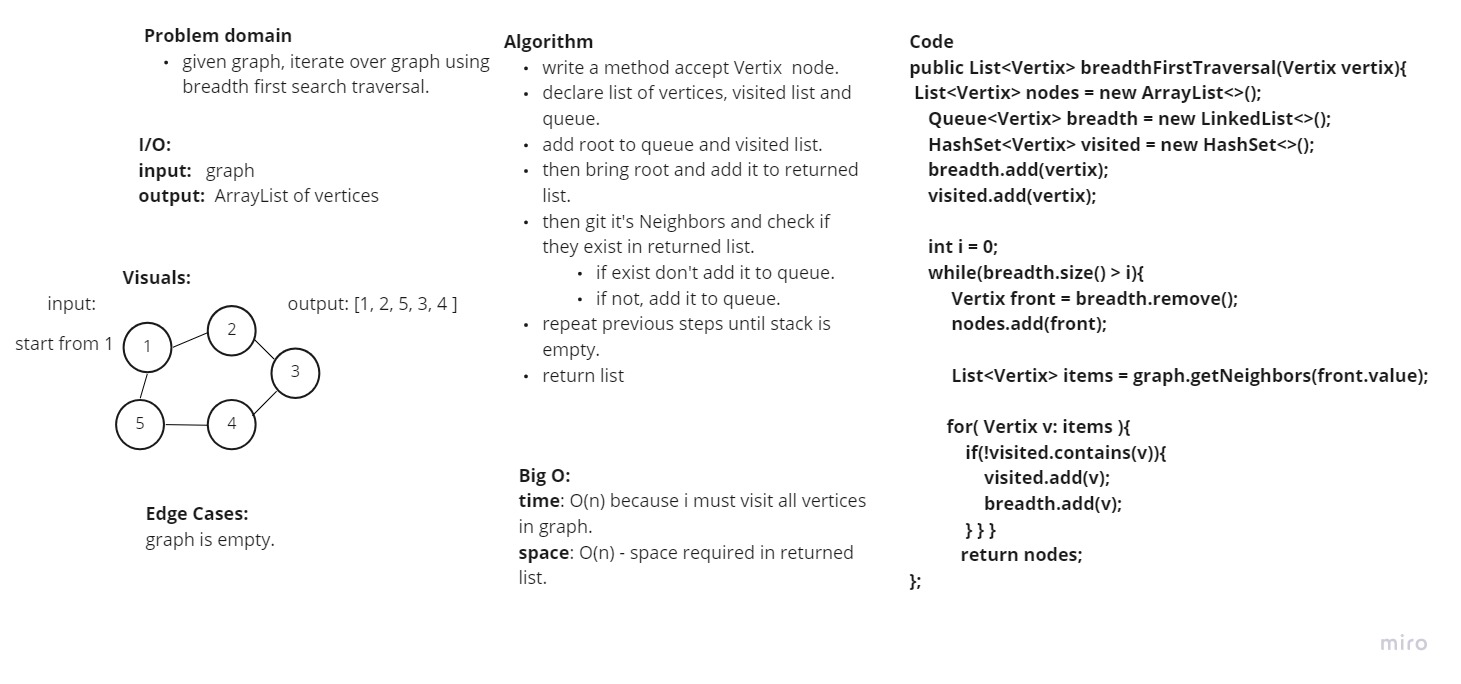 Problem domain
• given graph, iterate over graph using
breadth first search traversal.
I/O:
input: graph
output: ArrayList of vertices
Visuals:
input:
output: [1, 2, 5, 3, 4 ]
start from 1
1
2
3
5
4
Edge Cases:
graph is empty.
Algorithm
• write a method accept Vertix node.
• declare list of vertices, visited list and
queue.
• add root to queue and visited list.
• then bring root and add it to returned
list.
• then git it's Neighbors and check if
they exist in returned list.
• if exist don't add it to queue.
• if not, add it to queue.
• repeat previous steps until stack is
empty.
• return list
Big O:
time: O(n) because i must visit all vertices
in graph.
space: O(n) - space required in returned
list.
Code
public List<Vertix> breadthFirstTraversal(Vertix vertix){
List<Vertix> nodes = new ArrayList<>();
Queue<Vertix> breadth = new LinkedList<>();
HashSet<Vertix> visited = new HashSet<>();
breadth.add(vertix);
visited.add(vertix);
int i = 0;
while(breadth.size() > i){
Vertix front = breadth.remove();
nodes.add(front);
List<Vertix> items = graph.getNeighbors(front.value);
for( Vertix v: items ){
if(!visited.contains(v)){
visited.add(v);
breadth.add(v);
} } }
return nodes;
};
miro